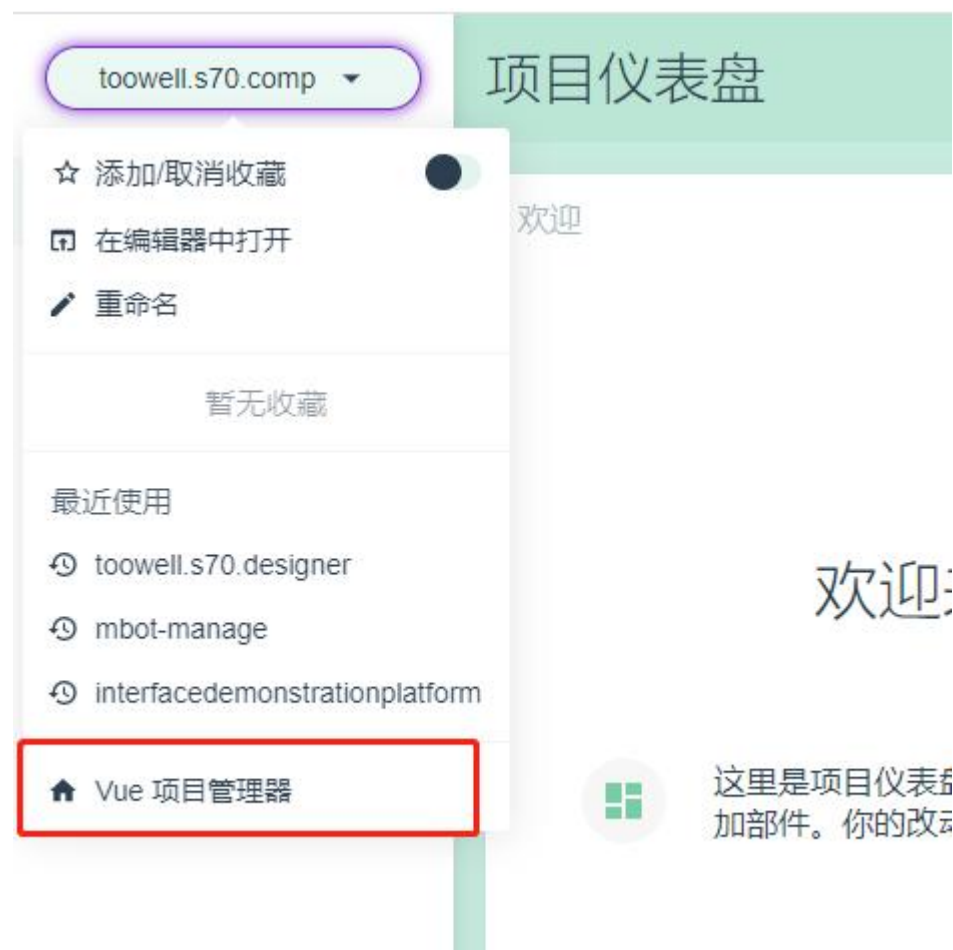 toowell.s70.comp
项目仪表盘
添加/取消收藏
欢迎
在编辑器中打开
重命名
暂无收藏
最近使用
toowell.s70.designer
欢迎
mbot-manage
interfacedemonstrationplatform
Vue 项目管理器
这里是项目仪表盘
加部件。你的改